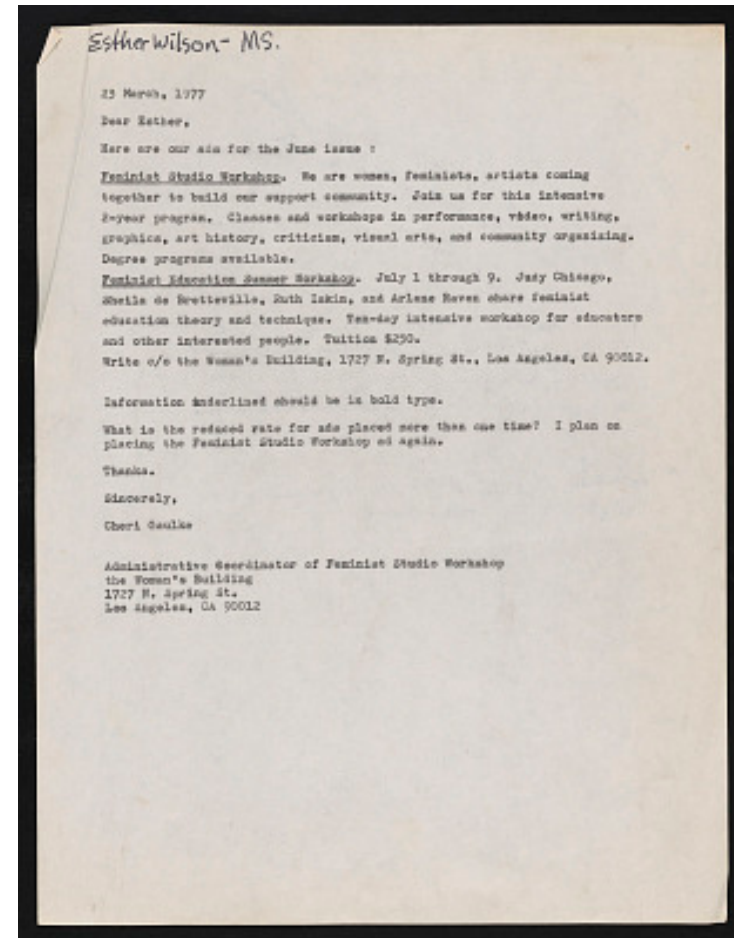 Esther Wilson - MS.
23 March, 1977
Dear Esther,
Here are our ads for the June issue :
Feminist Studio Workshop. We are women, feminists, artists coming
together to build our support community. Join us for this intensive
2-year program. Classes and workshops in performance, video, writing,
graphics, art history, criticism, visual arts, and community organizing.
Degree programs available.
Feminist Education Summer Workshop. July 1 through 9. Judy Chicago,
Sheila de Bretteville, Ruth Iskin, and Arlene Raven share feminist
education theory and technique. Ten-day intensive workshop for educators
and other interested people. Tuition $250.
Write c/o the Woman's Building, 1727 N. Spring St., Los Angeles, CA 90012.
Information underlined should be in bold type.
What is the reduced rate for ads placed more than one time? I plan on
placing the Feminist Studio Workshop ad again.
Thanks.
Sincerely,
Cheri Gaulke
Administrative Coordinator of Feminist Studio Workshop
the Woman's Building
1727 N. Spring St.
Los Angeles, CA 90012